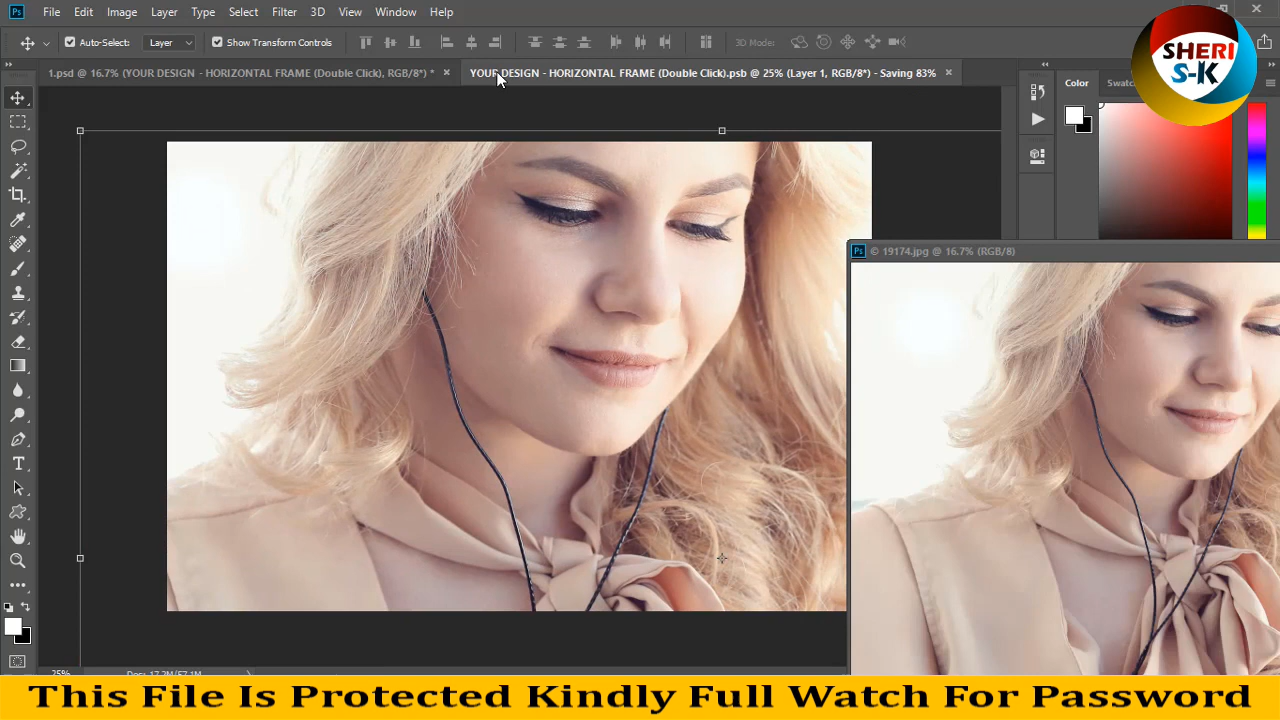 Ps File Edit Image Layer Type Select Filter 3D View Window Help
Auto-Select: Layer Show Transform Controls 3D Mode:
1.psd @ 16.7% (YOUR DESIGN - HORIZONTAL FRAME (Double Click), RGB/8*) *
YOUR DESIGN - HORIZONTAL FRAME (Double Click).psb @ 25% (Layer 1, RGB/8*) - Saving 83%
SHERI
S-K
Color
Swatc
Ps © 19174.jpg @ 16.7% (RGB/8)
25% Doc: 17.2M/57.1M
This File Is Protected Kindly Full Watch For Password